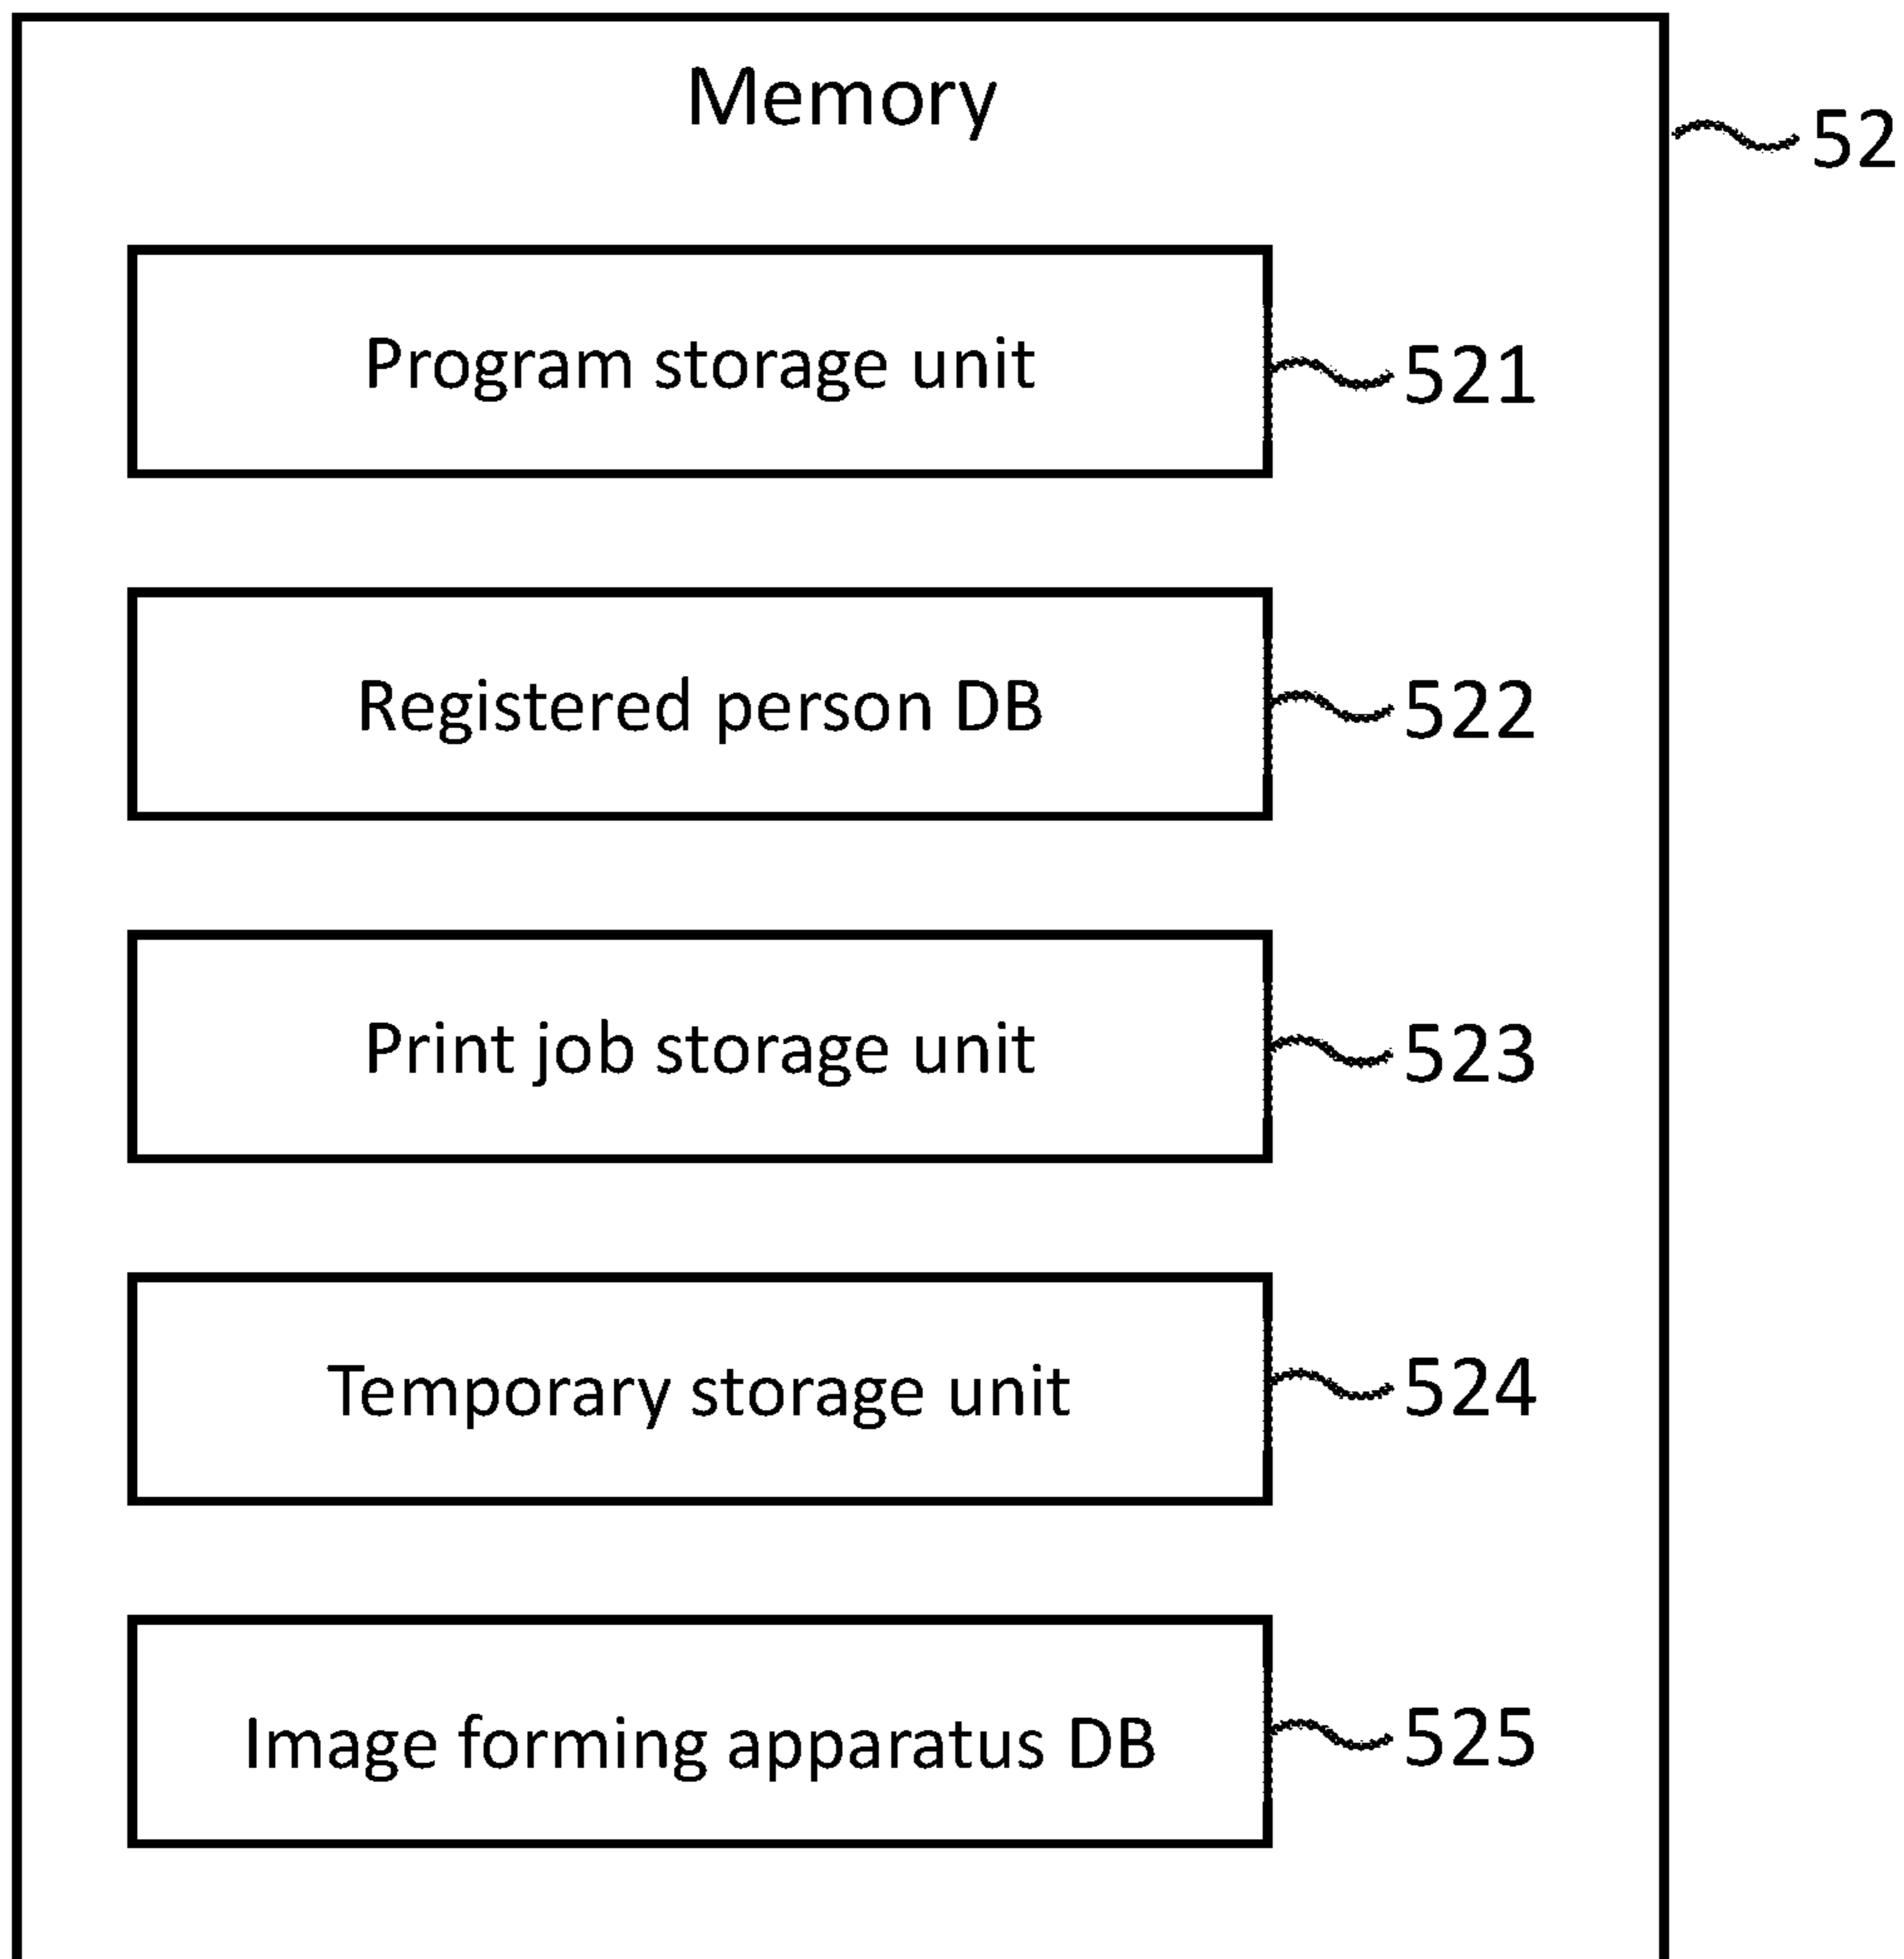 Memory
52
Program storage unit
521
Registered person DB
522
Print job storage unit
523
Temporary storage unit
524
Image forming apparatus DB
525